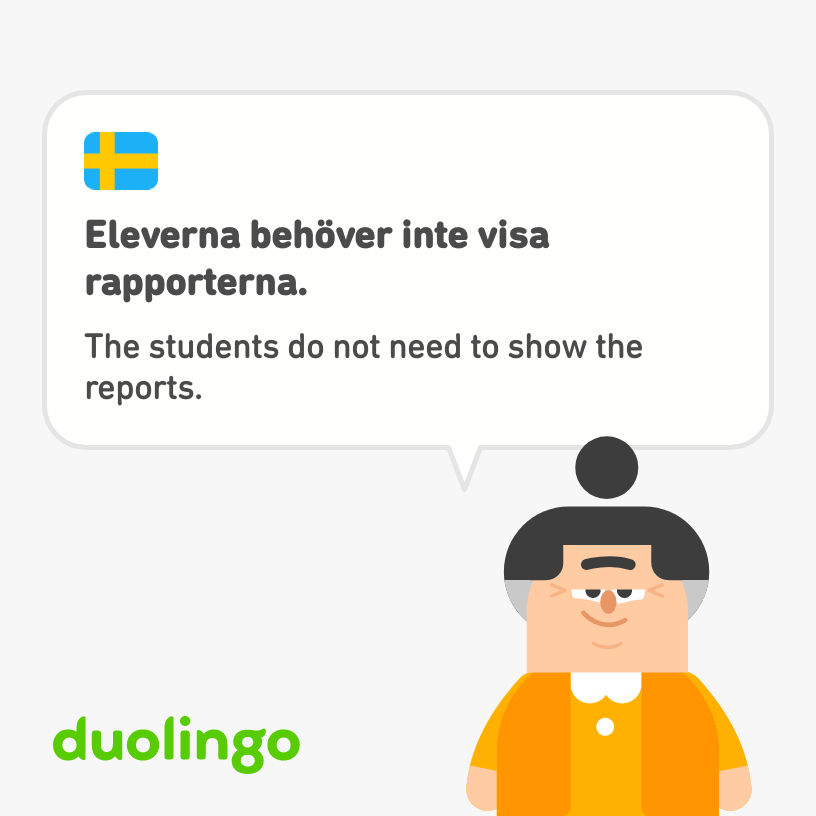 Eleverna behöver inte visa
rapporterna.
The students do not need to show the
reports.
duolingo